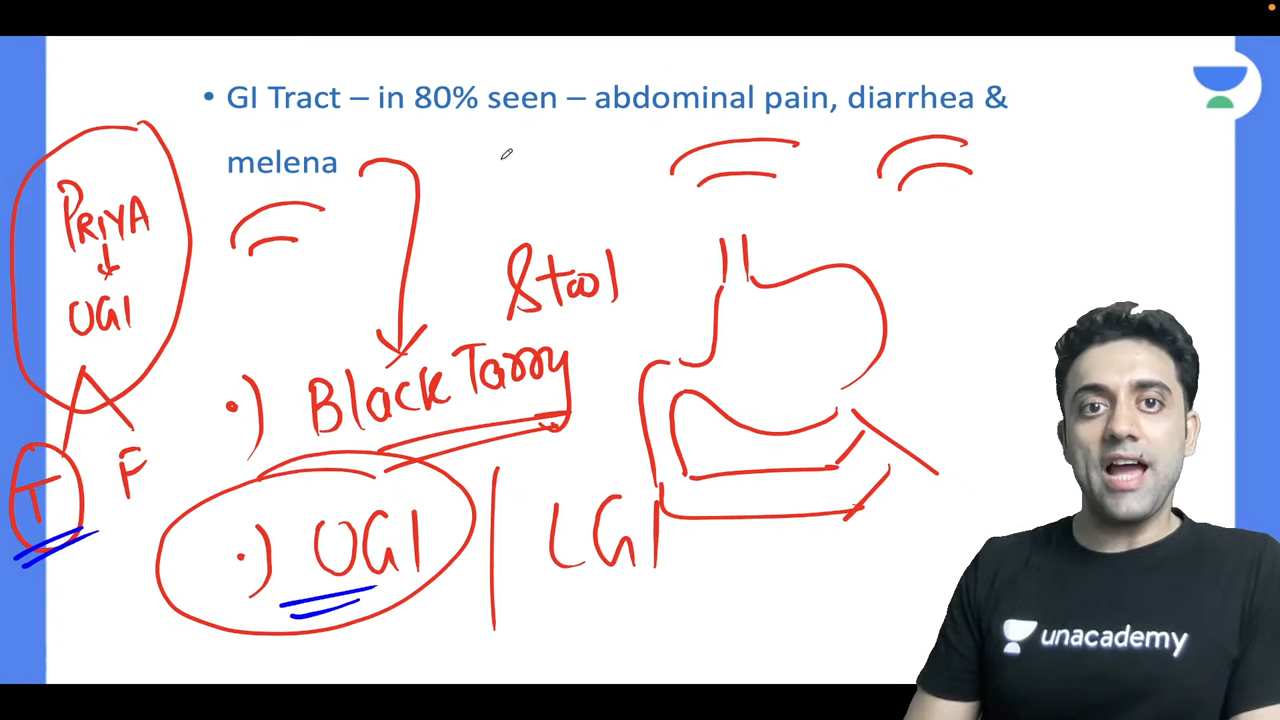 • GI Tract – in 80% seen – abdominal pain, diarrhea &
melena
PRIYA
UGI
T F
Stool
•) Black Tarry
•) UGI | LGI
unacademy